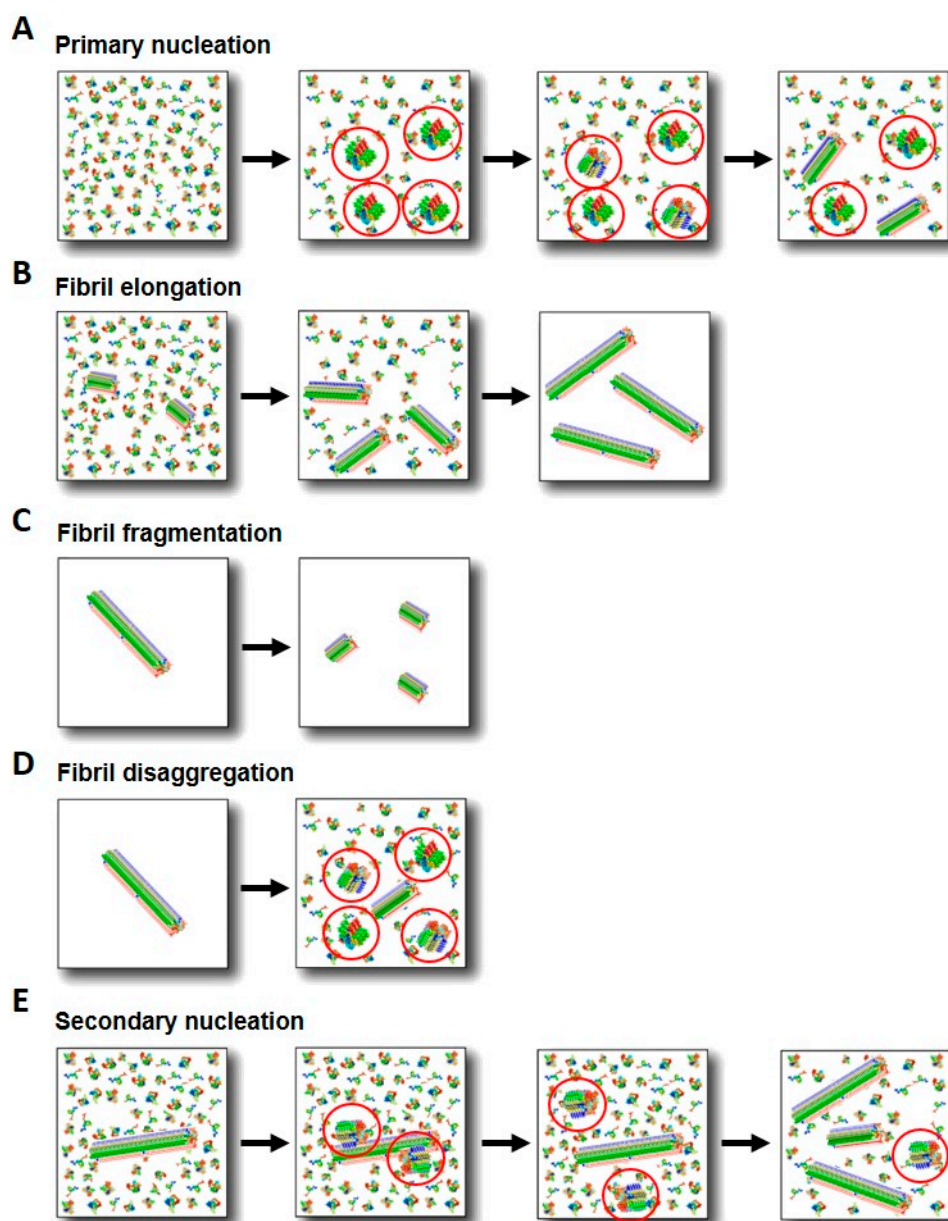 A
Primary nucleation
B
Fibril elongation
C
Fibril fragmentation
D
Fibril disaggregation
E
Secondary nucleation